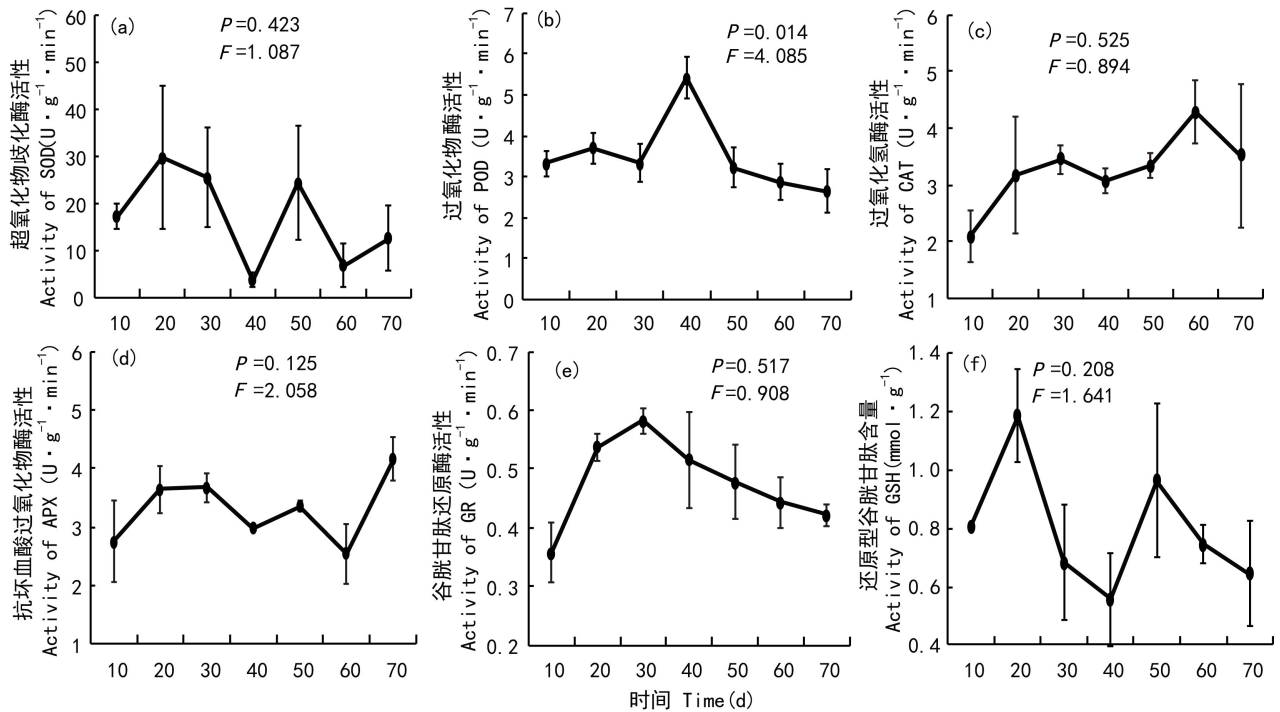 (a)
P=0.423
F=1.087
超氧化物歧化酶活性
Activity of SOD(U·g⁻¹·min⁻¹)
60
50
40
30
20
10
0
10 20 30 40 50 60 70
(b)
P=0.014
F=4.085
过氧化物酶活性
Activity of POD (U·g⁻¹·min⁻¹)
7
6
5
4
3
2
1
0
10 20 30 40 50 60 70
(c)
P=0.525
F=0.894
过氧化氢酶活性
Activity of CAT (U·g⁻¹·min⁻¹)
6
5
4
3
2
1
10 20 30 40 50 60 70
(d)
P=0.125
F=2.058
抗坏血酸过氧化物酶活性
Activity of APX (U·g⁻¹·min⁻¹)
6
5
4
3
2
1
10 20 30 40 50 60 70
(e)
P=0.517
F=0.908
谷胱甘肽还原酶活性
Activity of GR (U·g⁻¹·min⁻¹)
0.7
0.6
0.5
0.4
0.3
0.2
10 20 30 40 50 60 70
(f)
P=0.208
F=1.641
还原型谷胱甘肽含量
Activity of GSH(mmol·g⁻¹)
1.4
1.2
1.0
0.8
0.6
0.4
10 20 30 40 50 60 70
时间 Time(d)